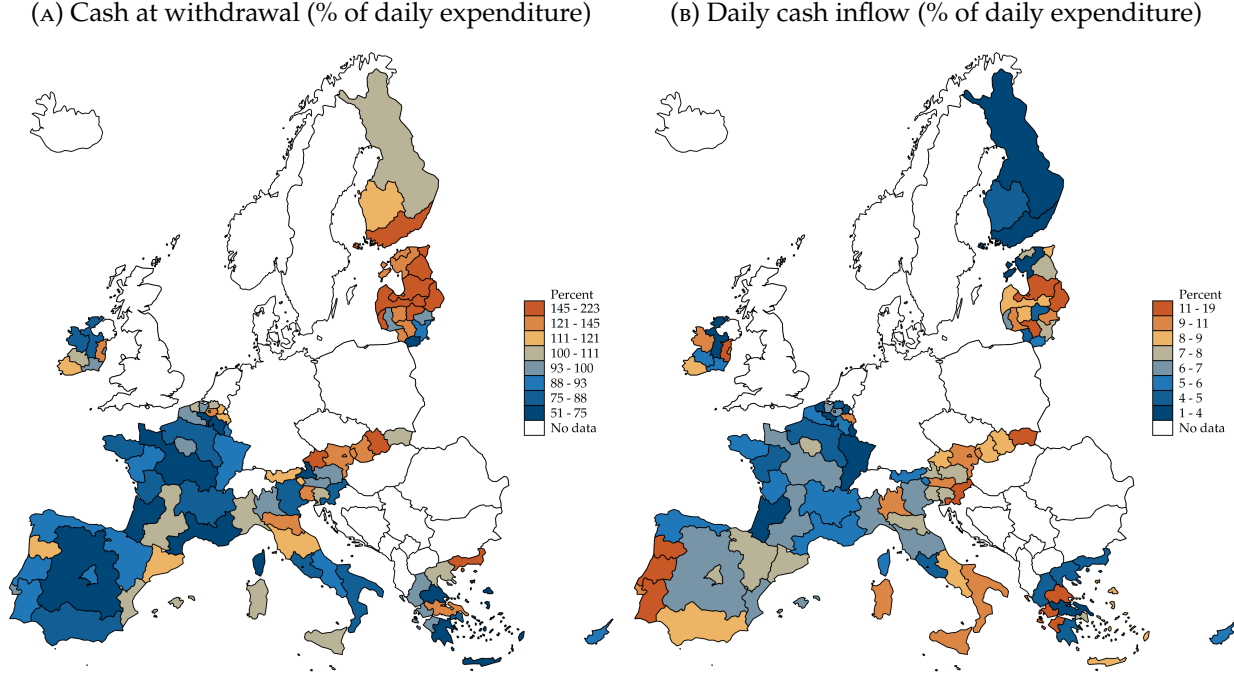 (A) Cash at withdrawal (% of daily expenditure)
Percent
145 - 223
121 - 145
111 - 121
100 - 111
93 - 100
88 - 93
75 - 88
51 - 75
No data
(B) Daily cash inflow (% of daily expenditure)
Percent
11 - 19
9 - 11
8 - 9
7 - 8
6 - 7
5 - 6
4 - 5
1 - 4
No data